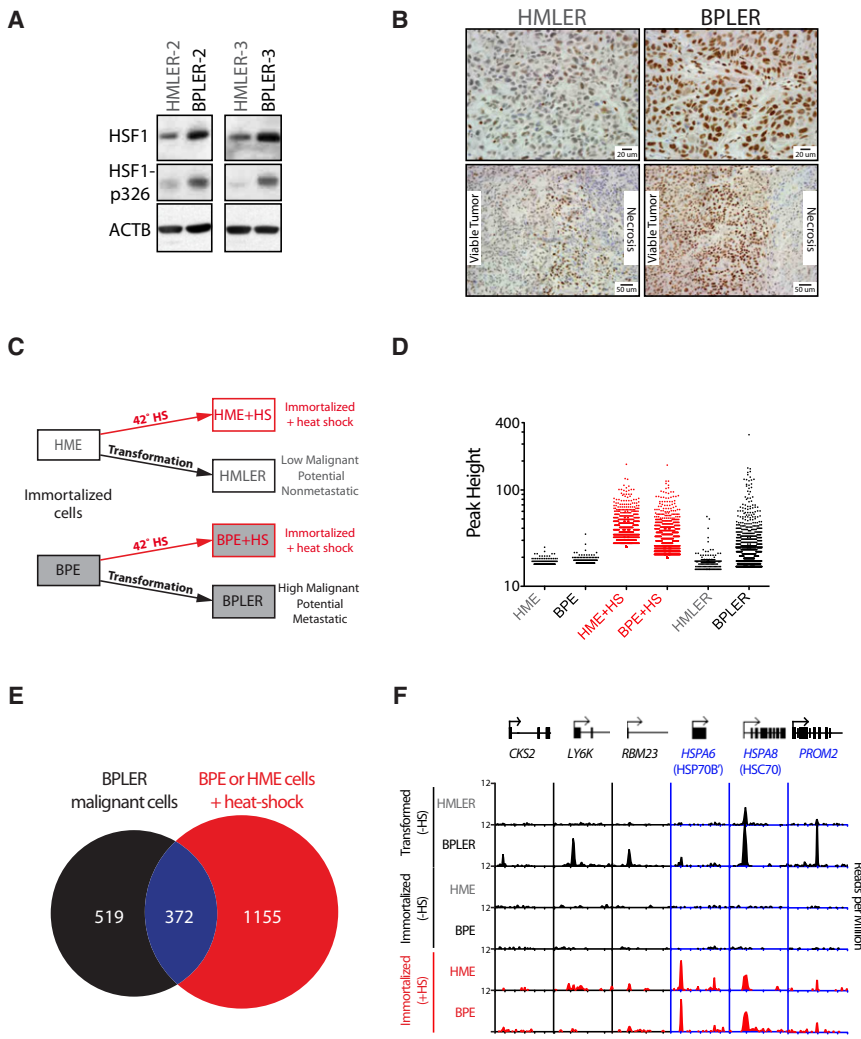 A
HMLER-2
BPLER-2
HMLER-3
BPLER-3
HSF1
HSF1-
p326
ACTB
B
HMLER
BPLER
20 um
20 um
Viable Tumor
Necrosis
50 um
Viable Tumor
Necrosis
50 um
C
HME
42° HS
HME+HS
Immortalized
+ heat shock
Transformation
HMLER
Low Malignant
Potential
Nonmetastatic
Immortalized
cells
BPE
42° HS
BPE+HS
Immortalized
+ heat shock
Transformation
BPLER
High Malignant
Potential
Metastatic
D
Peak Height
400
100
10
HME
BPE
HME+HS
BPE+HS
HMLER
BPLER
E
BPLER
malignant cells
BPE or HME cells
+ heat-shock
519
372
1155
F
CKS2
LY6K
RBM23
HSPA6
(HSP70B')
HSPA8
(HSC70)
PROM2
Transformed
(-HS)
HMLER
12
BPLER
12
Immortalized
(-HS)
HME
12
BPE
12
Immortalized
(+HS)
HME
12
BPE
12
Reads per Million